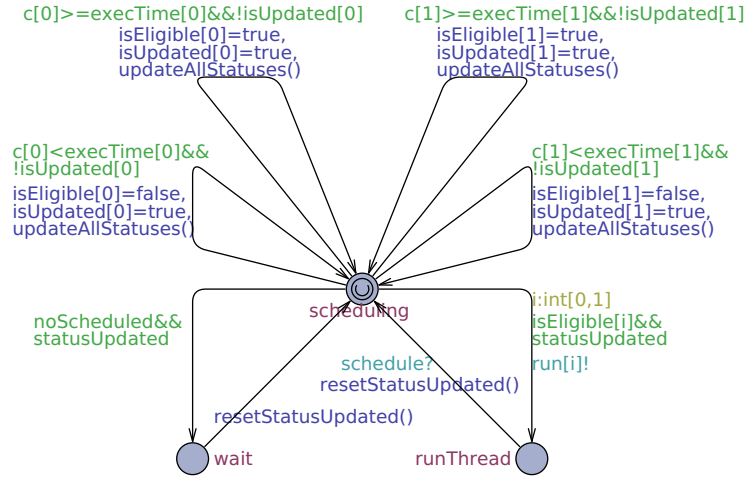 c[0]>=execTime[0]&&!isUpdated[0]
isEligible[0]=true,
isUpdated[0]=true,
updateAllStatuses()
c[1]>=execTime[1]&&!isUpdated[1]
isEligible[1]=true,
isUpdated[1]=true,
updateAllStatuses()
c[0]<execTime[0]&&
!isUpdated[0]
isEligible[0]=false,
isUpdated[0]=true,
updateAllStatuses()
c[1]<execTime[1]&&
!isUpdated[1]
isEligible[1]=false,
isUpdated[1]=true,
updateAllStatuses()
scheduling
noScheduled&&
statusUpdated
i:int[0,1]
isEligible[i]&&
statusUpdated
run[i]!
schedule?
resetStatusUpdated()
resetStatusUpdated()
wait
runThread